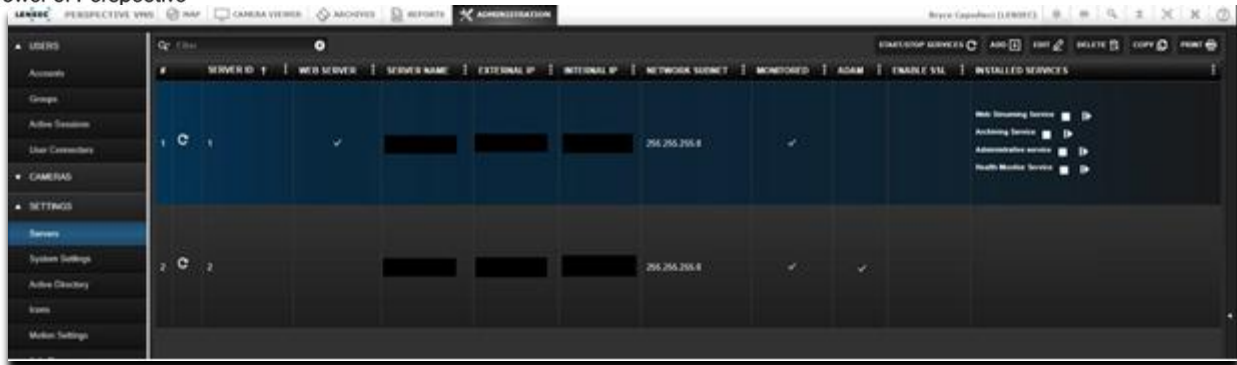 ower of Perspective
LENSEC PERSPECTIVE VMS MAP CAMERA VIEWER ARCHIVES REPORTS ADMINISTRATION (LENSEC)
USERS
Filter
START/STOP SERVICES ADD EDIT DELETE COPY PRINT
Accounts
# SERVER ID WEB SERVER SERVER NAME EXTERNAL IP INTERNAL IP NETWORK SUBNET MONITORED ADAM ENABLE SSL INSTALLED SERVICES
Groups
Active Sessions
User Connectors
CAMERAS
SETTINGS
1 1 255.255.255.0
Web Streaming Service
Archiving Service
Administrative service
Health Monitor Service
Servers
System Settings
Active Directory
Icons
Motion Settings
2 2 255.255.255.0